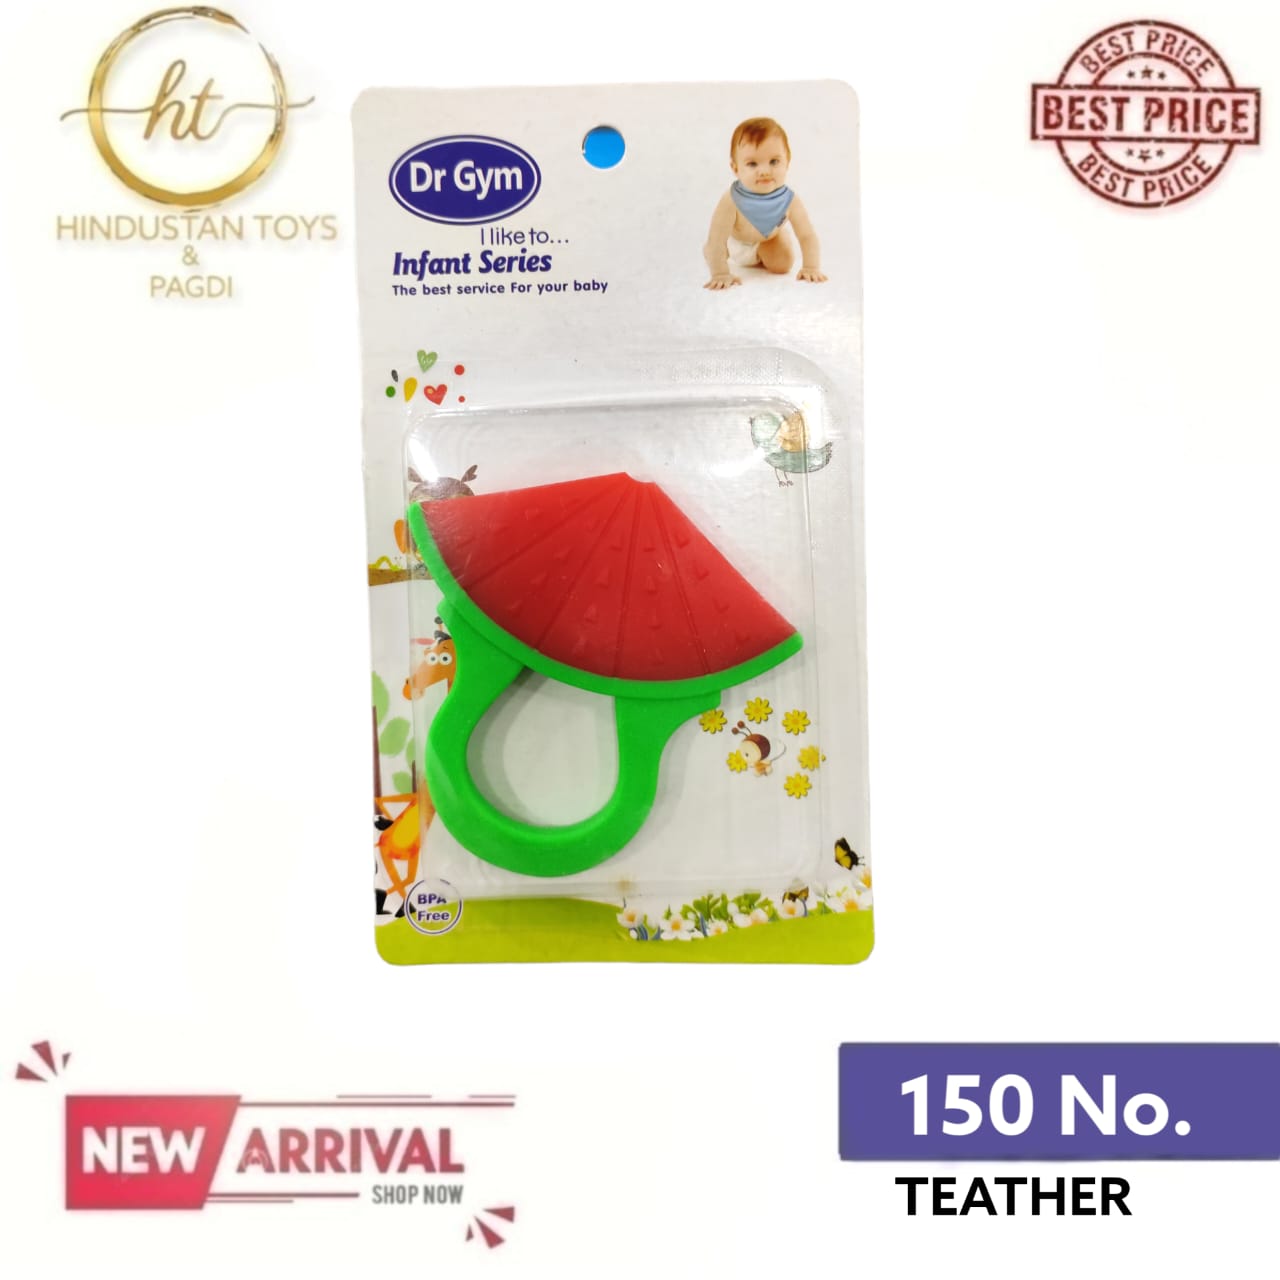 ht
HINDUSTAN TOYS
&
PAGDI
BEST PRICE
BEST PRICE
BEST PRICE
Dr Gym
I like to...
Infant Series
The best service For your baby
BPA
Free
NEW ARRIVAL
SHOP NOW
150 No.
TEATHER